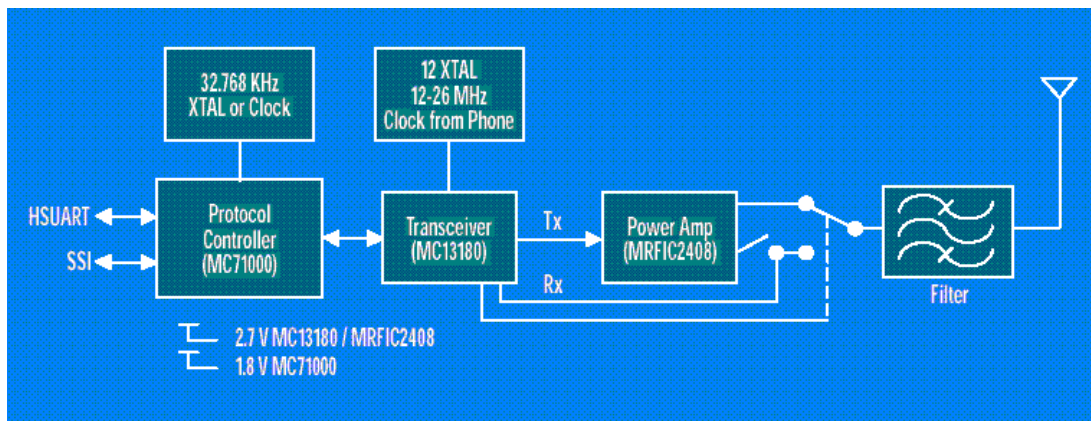 32.768 KHz
XTAL or Clock
12 XTAL
12-26 MHz
Clock from Phone
HSUART
SSI
Protocol
Controller
(MC71000)
Transceiver
(MC13180)
Tx
Rx
Power Amp
(MRFIC2408)
Filter
2.7 V MC13180 / MRFIC2408
1.8 V MC71000